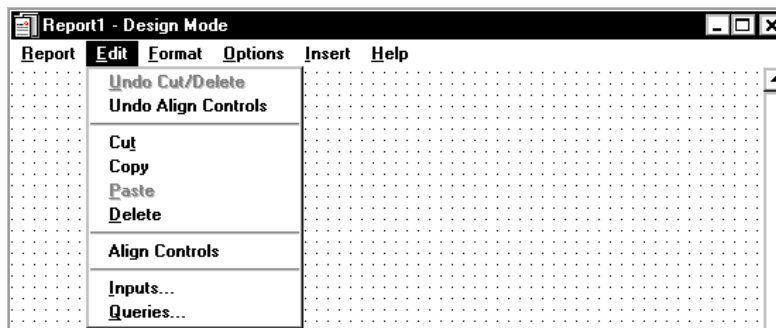 Report1 - Design Mode
Report Edit Format Options Insert Help
Undo Cut/Delete
Undo Align Controls
Cut
Copy
Paste
Delete
Align Controls
Inputs...
Queries...